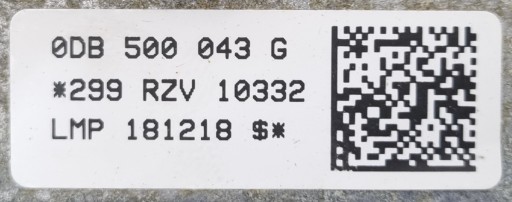 0DB 500 043 G
*299 RZV 10332
LMP 181218 $*